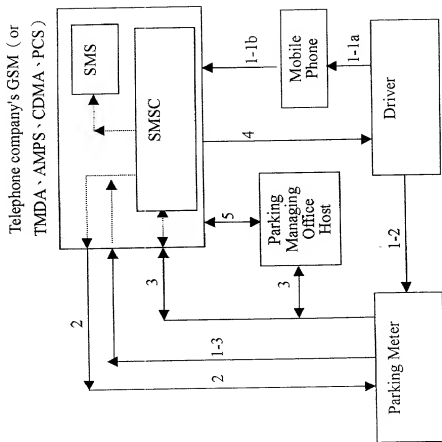 Telephone company's GSM ( or
TMDA、AMPS、CDMA、PCS)
SMS
SMSC
1-1b
Mobile
Phone
1-1a
Driver
4
5
Parking
Managing
Office
Host
1-2
3
3
2
1-3
2
Parking Meter